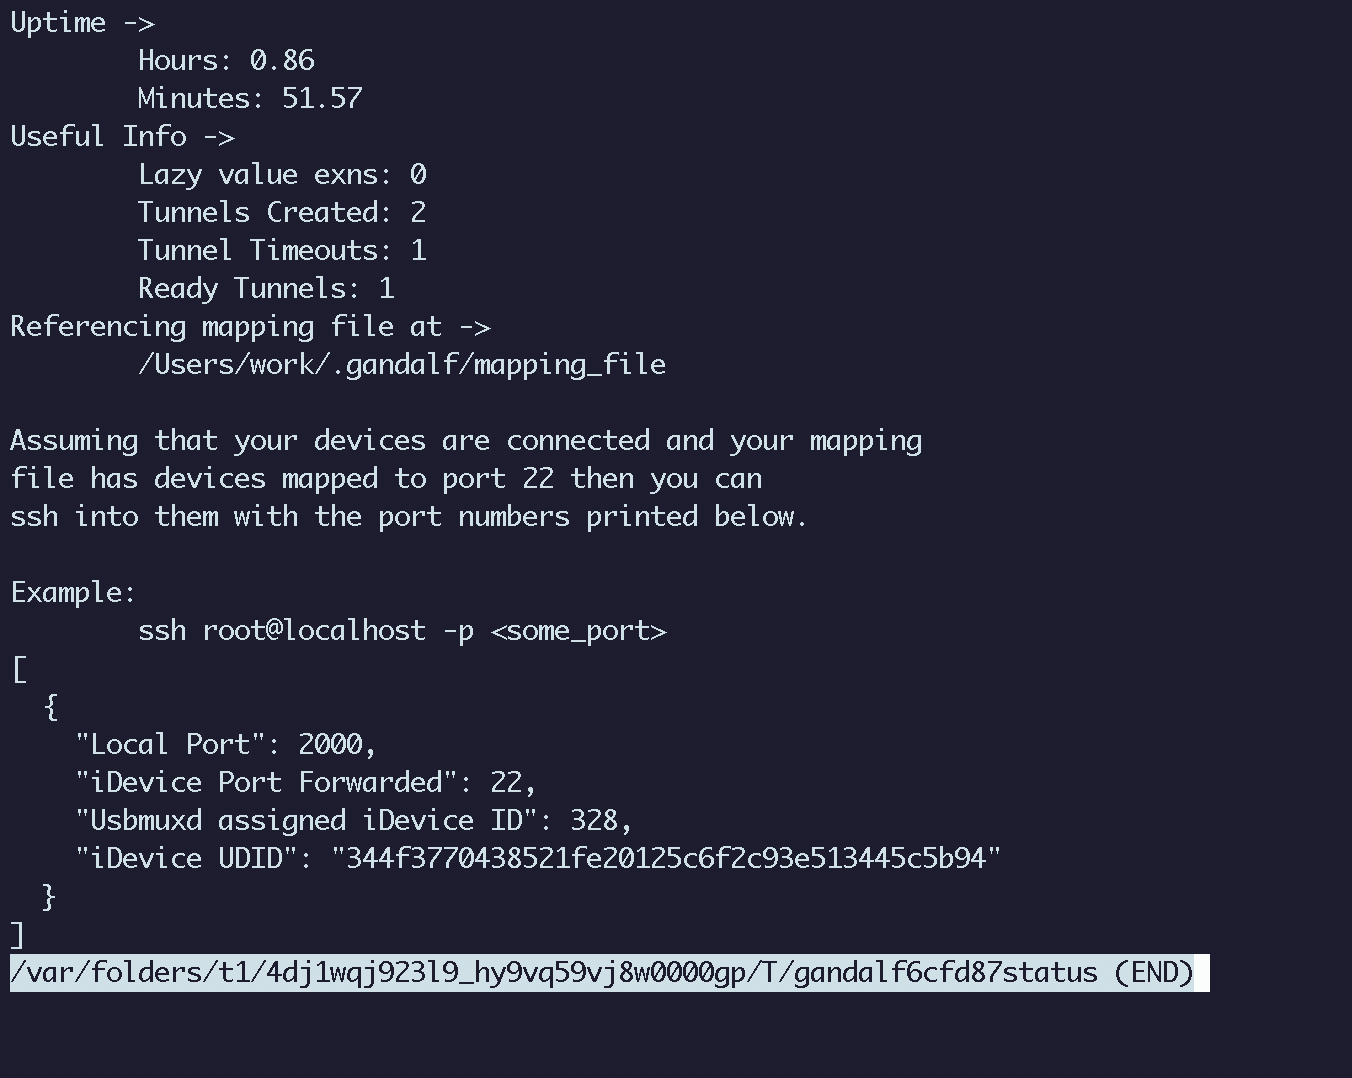 Uptime ->
Hours: 0.86
Minutes: 51.57
Useful Info ->
Lazy value exns: 0
Tunnels Created: 2
Tunnel Timeouts: 1
Ready Tunnels: 1
Referencing mapping file at ->
/Users/work/.gandalf/mapping_file
Assuming that your devices are connected and your mapping
file has devices mapped to port 22 then you can
ssh into them with the port numbers printed below.
Example:
ssh root@localhost -p <some_port>
[
{
"Local Port": 2000,
"iDevice Port Forwarded": 22,
"Usbmuxd assigned iDevice ID": 328,
"iDevice UDID": "344f3770438521fe20125c6f2c93e513445c5b94"
}
]
/var/folders/t1/4dj1wqj923l9_hy9vq59vj8w0000gp/T/gandalf6cfd87status (END)